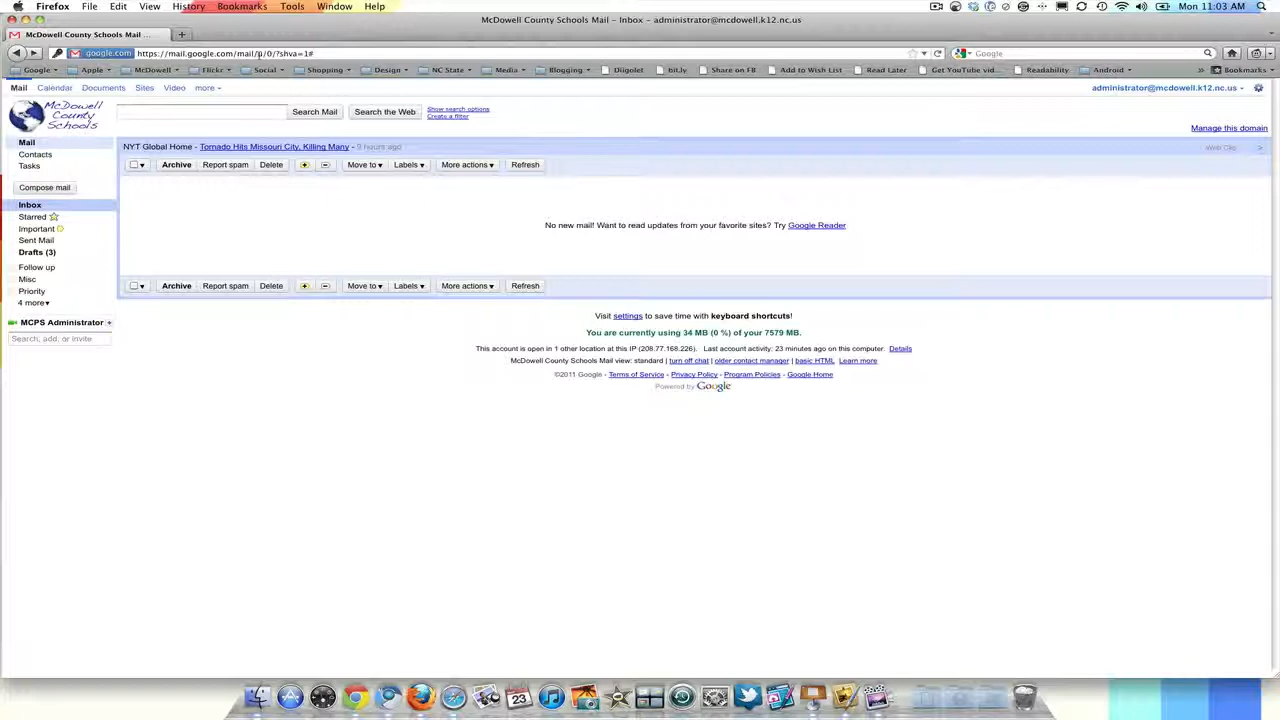 Firefox File Edit View History Bookmarks Tools Window Help Mon 11:03 AM
McDowell County Schools Mail – Inbox – administrator@mcdowell.k12.nc.us
McDowell County Schools Mail ...
google.com https://mail.google.com/mail/u/0/?shva=1# Google
Google Apple McDowell Flickr Social Shopping Design NC State Media Blogging Diigolet bit.ly Share on FB Add to Wish List Read Later Get YouTube vid... Readability Android » Bookmarks
Mail Calendar Documents Sites Video more administrator@mcdowell.k12.nc.us
McDowell County Schools
Search Mail Search the Web Show search options
Create a filter
Manage this domain
Mail
Contacts
Tasks
Compose mail
Inbox
Starred
Important
Sent Mail
Drafts (3)
Follow up
Misc
Priority
4 more
MCPS Administrator
Search, add, or invite
NYT Global Home - Tornado Hits Missouri City, Killing Many - 9 hours ago Web Clip >
Archive Report spam Delete Move to Labels More actions Refresh
No new mail! Want to read updates from your favorite sites? Try Google Reader
Archive Report spam Delete Move to Labels More actions Refresh
Visit settings to save time with keyboard shortcuts!
You are currently using 34 MB (0 %) of your 7579 MB.
This account is open in 1 other location at this IP (208.77.168.226). Last account activity: 23 minutes ago on this computer. Details
McDowell County Schools Mail view: standard | turn off chat | older contact manager | basic HTML Learn more
©2011 Google - Terms of Service - Privacy Policy - Program Policies - Google Home
Powered by Google
23